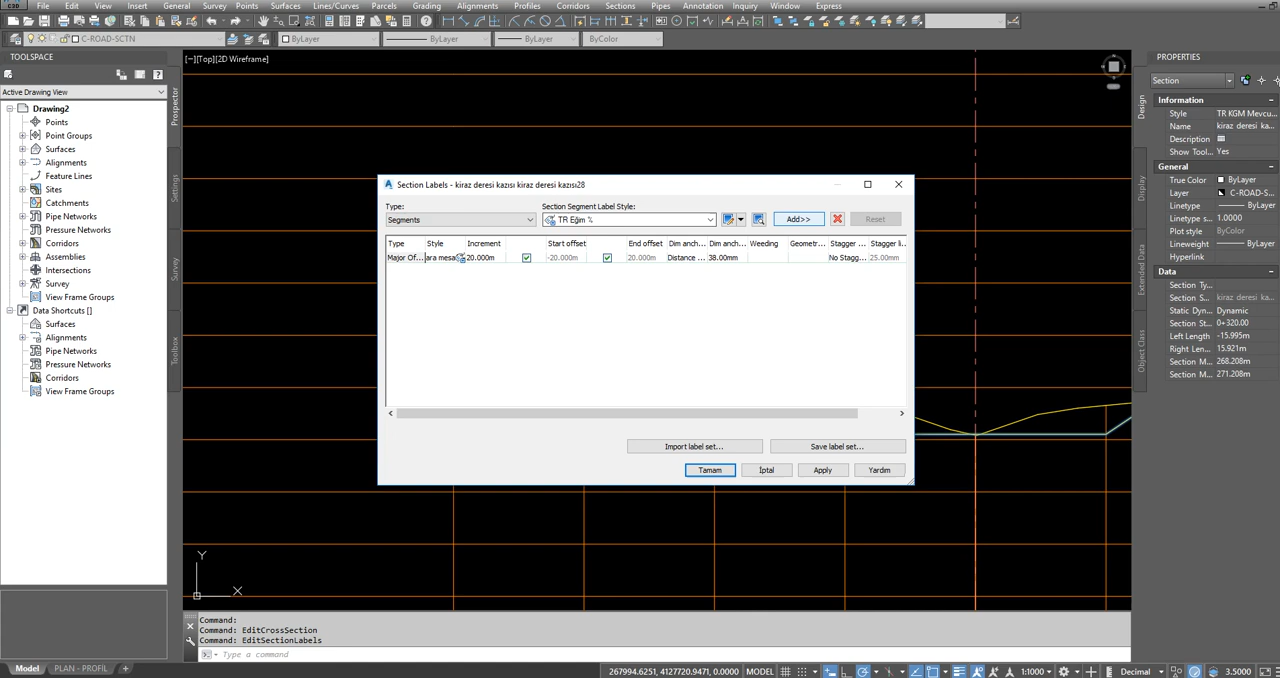 C3D
File Edit View Insert General Survey Points Surfaces Lines/Curves Parcels Grading Alignments Profiles Corridors Sections Pipes Annotation Inquiry Window Express
C-ROAD-SCTN ByLayer ByLayer ByLayer ByColor
TOOLSPACE
Active Drawing View
Drawing2
Points
Point Groups
Surfaces
Alignments
Feature Lines
Sites
Catchments
Pipe Networks
Pressure Networks
Corridors
Assemblies
Intersections
Survey
View Frame Groups
Data Shortcuts []
Surfaces
Alignments
Pipe Networks
Pressure Networks
Corridors
View Frame Groups
Prospector
Settings
Survey
Toolbox
[−][Top][2D Wireframe]
Section Labels - kiraz deresi kazısı kiraz deresi kazısı28
Type:
Section Segment Label Style:
Segments
TR Eğim %
Add>>
Reset
Type Style Increment Start offset End offset Dim anch... Dim anch... Weeding Geometr... Stagger ... Stagger li...
Major Of... ara mesa 20.000m -20.000m 20.000m Distance ... 38.00mm No Stagg... 25.00mm
Import label set...
Save label set...
Tamam
İptal
Apply
Yardım
Y
X
Command:
Command: EditCrossSection
Command: EditSectionLabels
Type a command
PROPERTIES
Section
Information
Style TR KGM Mevcu...
Name kiraz deresi ka...
Description
Show Tool... Yes
General
True Color ByLayer
Layer C-ROAD-S...
Linetype ByLayer
Linetype s... 1.0000
Plot style ByColor
Lineweight ByLayer
Hyperlink
Data
Section Ty...
Section S... kiraz deresi ka...
Static Dyn... Dynamic
Section St... 0+320.00
Left Length -15.995m
Right Len... 15.921m
Section M... 268.208m
Section M... 271.208m
Design
Display
Extended Data
Object Class
Model PLAN - PROFIL +
267994.6251, 4127720.9471, 0.0000 MODEL 1:1000 Decimal 3.5000